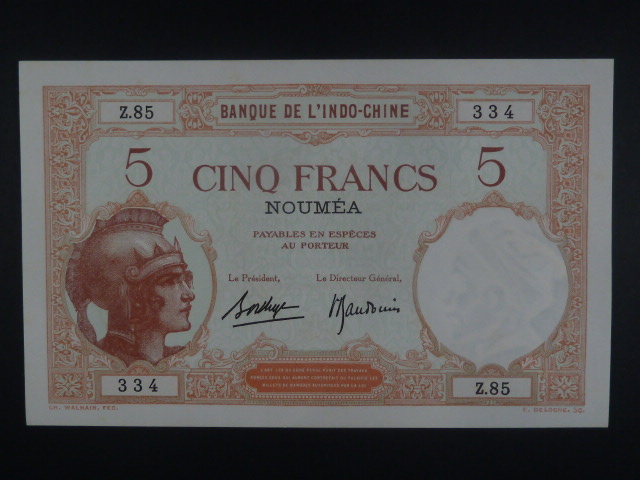 Z.85 BANQUE DE L'INDO-CHINE 334
5 CINQ FRANCS 5
NOUMÉA
PAYABLES EN ESPÈCES
AU PORTEUR
Le Président, Le Directeur Général,
334 Z.85